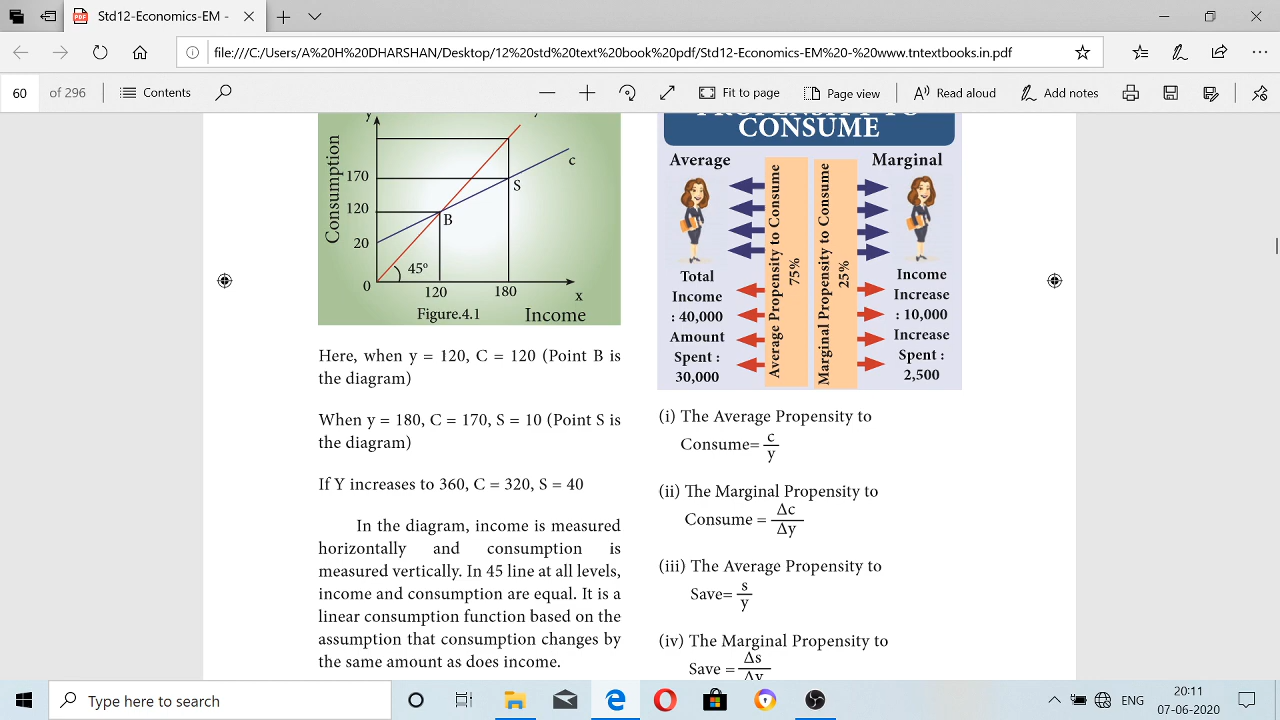 Std12-Economics-EM -
file:///C:/Users/A%20H%20DHARSHAN/Desktop/12%20std%20text%20book%20pdf/Std12-Economics-EM%20-%20www.tntextbooks.in.pdf
60 of 296 Contents Fit to page Page view Read aloud Add notes
y
Consumption
170
120
20
0
45º
B
S
c
120 180 x
Figure.4.1 Income
Here, when y = 120, C = 120 (Point B is
the diagram)
When y = 180, C = 170, S = 10 (Point S is
the diagram)
If Y increases to 360, C = 320, S = 40
In the diagram, income is measured
horizontally and consumption is
measured vertically. In 45 line at all levels,
income and consumption are equal. It is a
linear consumption function based on the
assumption that consumption changes by
the same amount as does income.
PROPENSITY TO
CONSUME
Average
Total
Income
: 40,000
Amount
Spent :
30,000
Average Propensity to Consume
75%
Marginal Propensity to Consume
25%
Marginal
Income
Increase
: 10,000
Increase
Spent :
2,500
(i) The Average Propensity to
Consume= c/y
(ii) The Marginal Propensity to
Consume = Δc/Δy
(iii) The Average Propensity to
Save= s/y
(iv) The Marginal Propensity to
Save = Δs/Δy
Type here to search
ENG
20:11
07-06-2020